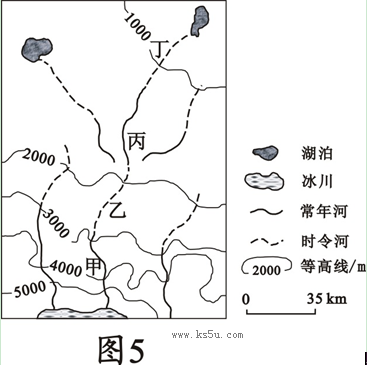 1000
丁
丙
2000
乙
3000
甲
4000
5000
湖泊
冰川
常年河
时令河
2000 等高线/m
0 35 km
www.ks5u.com
图5